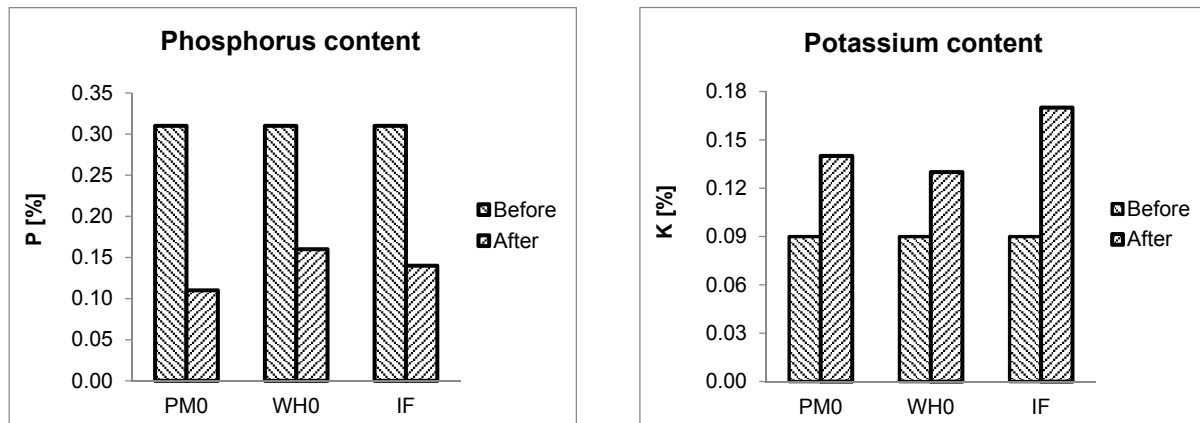 Phosphorus content
0.35
0.30
0.25
0.20
0.15
0.10
0.05
0.00
P [%]
Before
After
PM0 WH0 IF
Potassium content
0.18
0.15
0.12
0.09
0.06
0.03
0.00
K [%]
Before
After
PM0 WH0 IF